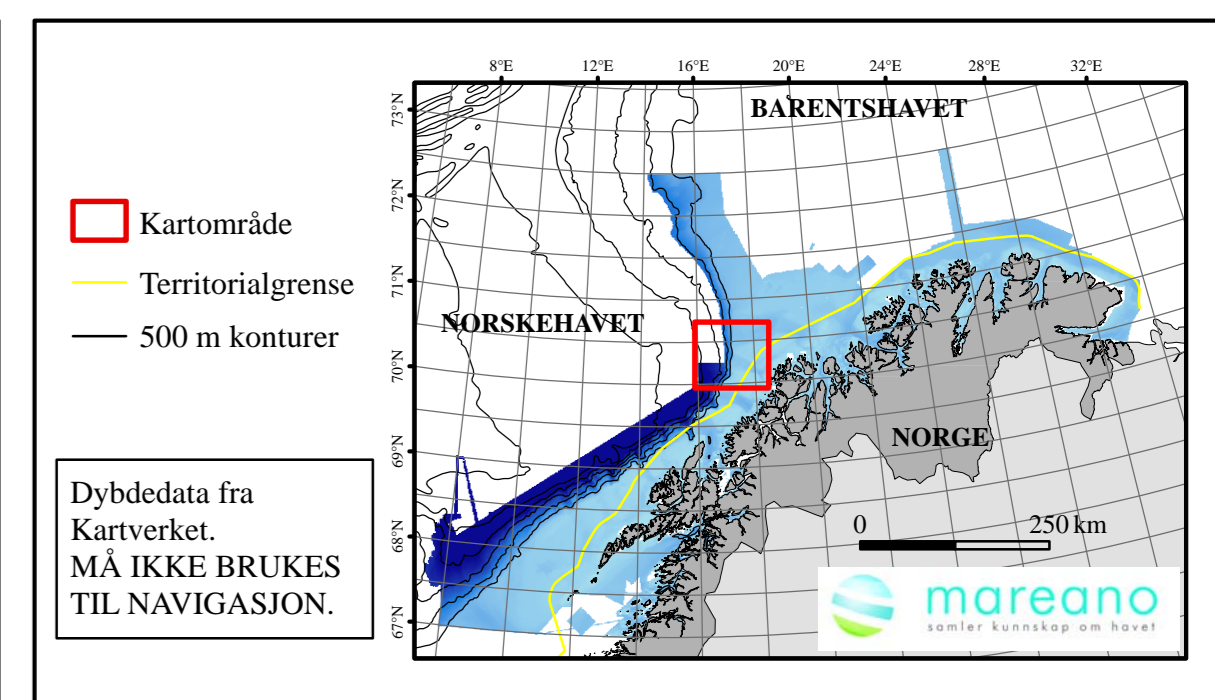 8°E 12°E 16°E 20°E 24°E 28°E 32°E
73°N
72°N
71°N
70°N
69°N
68°N
67°N
BARENTSHAVET
NORSKEHAVET
NORGE
0 250 km
Kartområde
Territorialgrense
500 m konturer
Dybdedata fra
Kartverket.
MÅ IKKE BRUKES
TIL NAVIGASJON.
mareano
samler kunnskap om havet